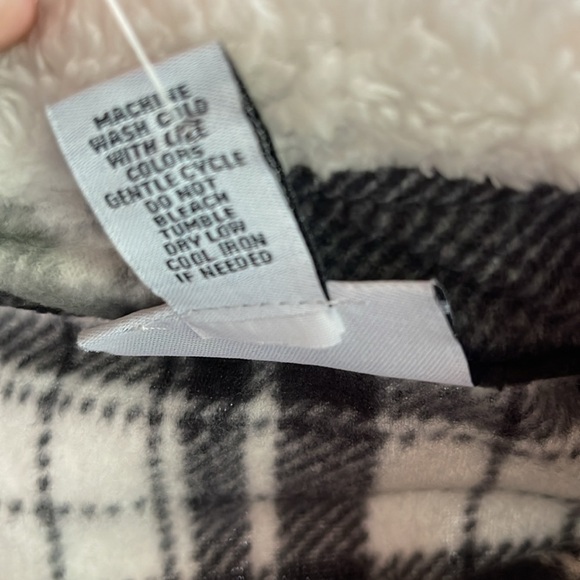 MACHINE
WASH COLD
WITH LIKE
COLORS
GENTLE CYCLE
DO NOT
BLEACH
TUMBLE
DRY LOW
COOL IRON
IF NEEDED